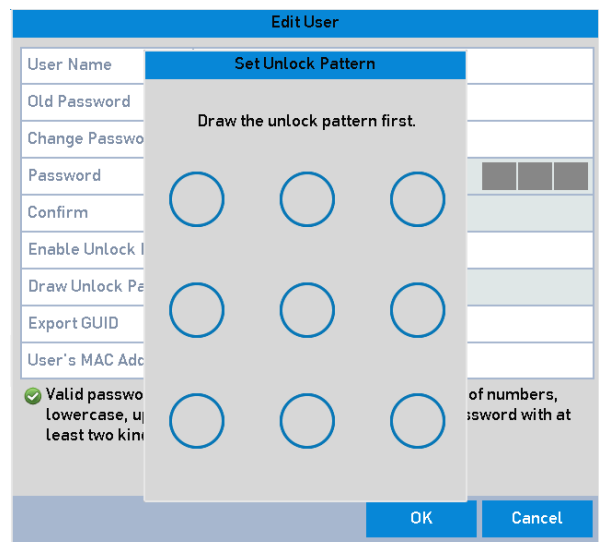 Edit User
Set Unlock Pattern
Draw the unlock pattern first.
User Name
Old Password
Change Passwo
Password
Confirm
Enable Unlock
Draw Unlock Pa
Export GUID
User's MAC Add
Valid passwo of numbers,
lowercase, u ssword with at
least two kin
OK Cancel